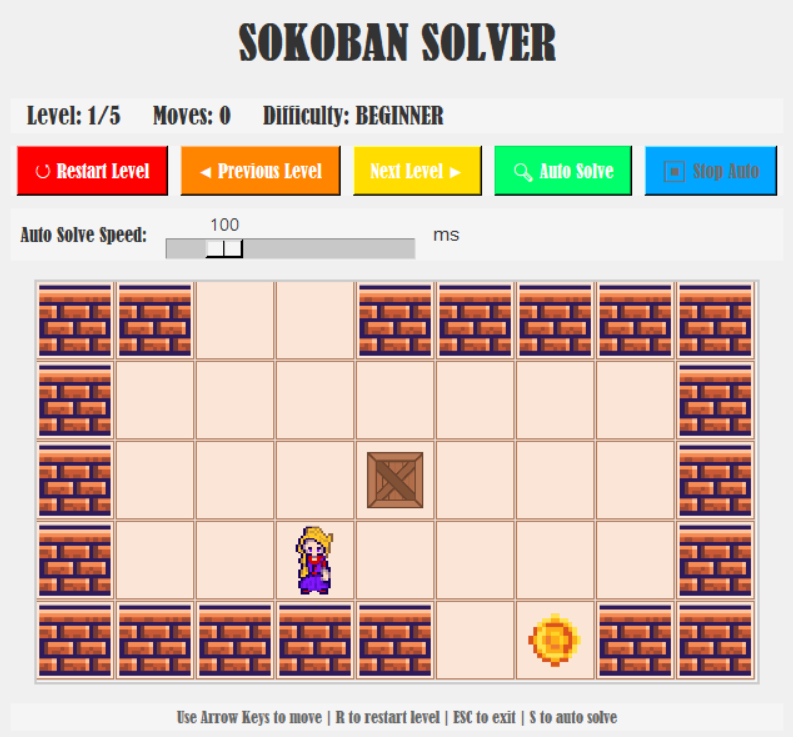 SOKOBAN SOLVER
Level: 1/5 Moves: 0 Difficulty: BEGINNER
↻ Restart Level ◄ Previous Level Next Level ► 🔍 Auto Solve ⏹ Stop Auto
100
Auto Solve Speed: ms
Use Arrow Keys to move | R to restart level | ESC to exit | S to auto solve